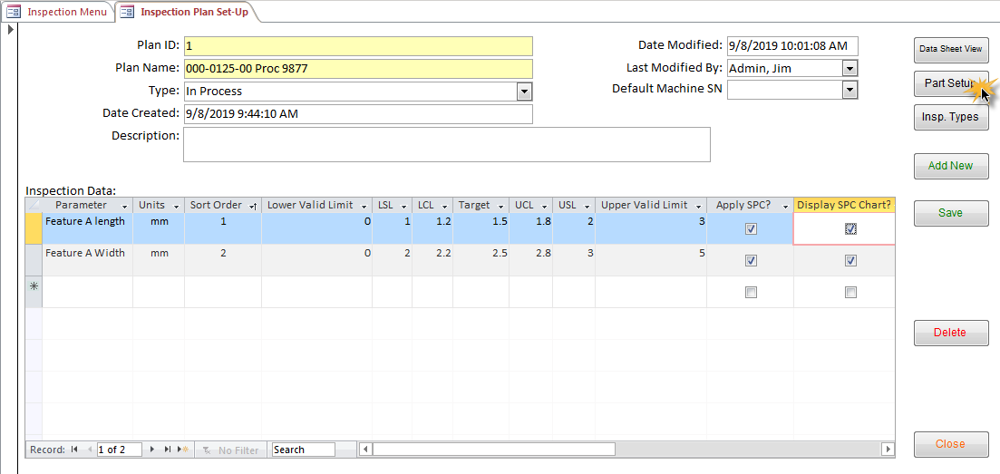 Inspection Menu Inspection Plan Set-Up
Plan ID: 1 Date Modified: 9/8/2019 10:01:08 AM Data Sheet View
Plan Name: 000-0125-00 Proc 9877 Last Modified By: Admin, Jim Part Setup
Type: In Process Default Machine SN
Date Created: 9/8/2019 9:44:10 AM Insp. Types
Description:
Add New
Inspection Data:
Parameter Units Sort Order Lower Valid Limit LSL LCL Target UCL USL Upper Valid Limit Apply SPC? Display SPC Chart?
Save
Feature A length mm 1 0 1 1.2 1.5 1.8 2 3
Feature A Width mm 2 0 2 2.2 2.5 2.8 3 5
Delete
Record: 1 of 2 No Filter Search
Close